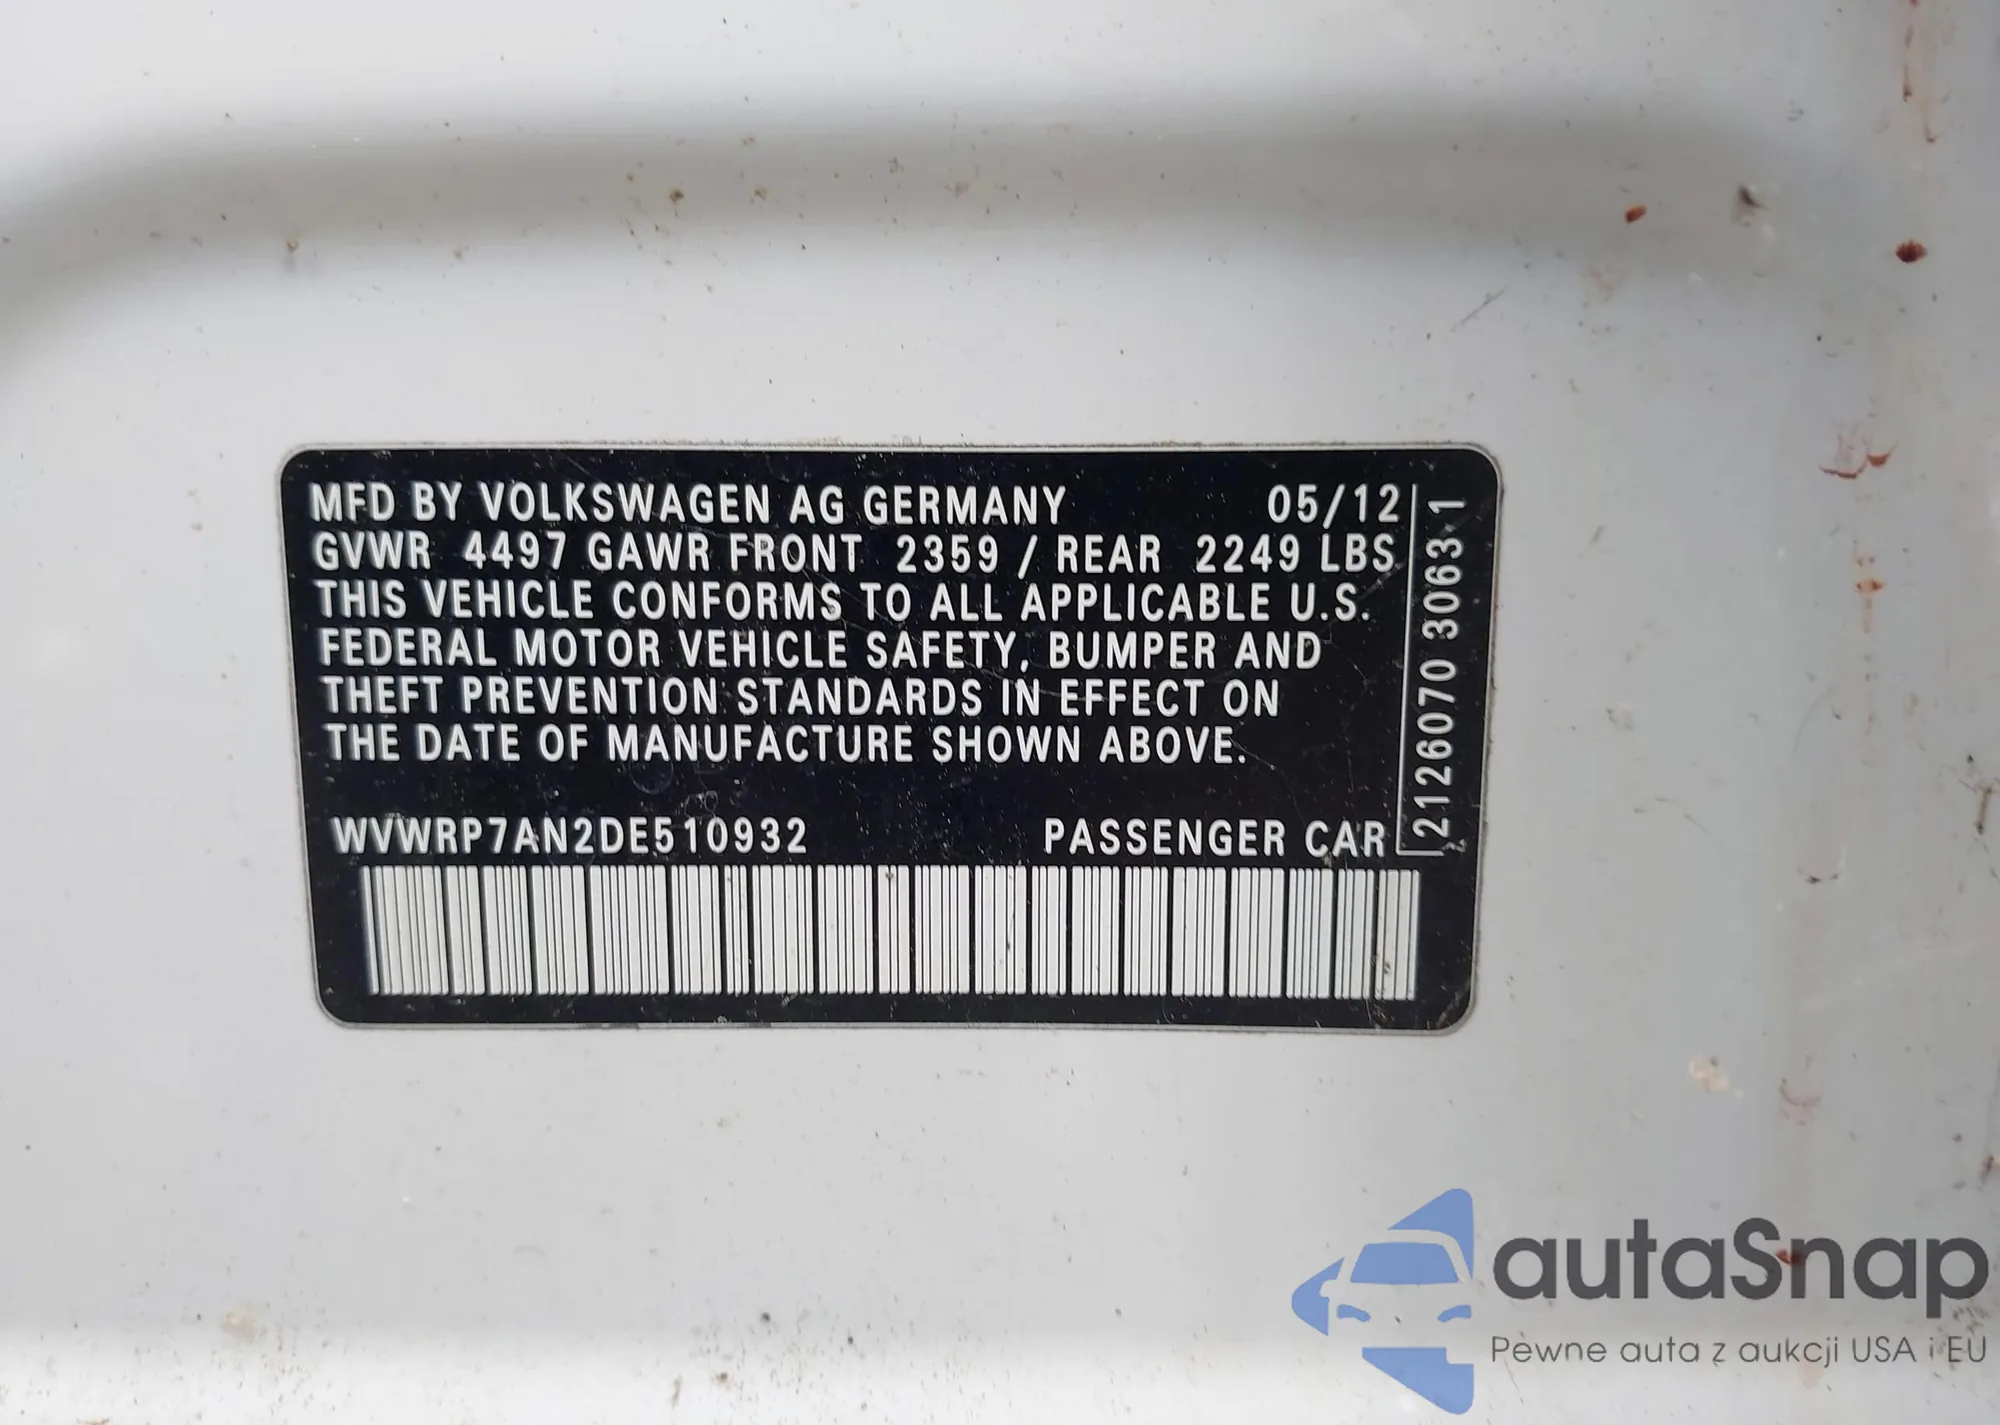 MFD BY VOLKSWAGEN AG GERMANY 05/12
GVWR 4497 GAWR FRONT 2359 / REAR 2249 LBS
THIS VEHICLE CONFORMS TO ALL APPLICABLE U.S.
FEDERAL MOTOR VEHICLE SAFETY, BUMPER AND
THEFT PREVENTION STANDARDS IN EFFECT ON
THE DATE OF MANUFACTURE SHOWN ABOVE.
WVWRP7AN2DE510932 PASSENGER CAR
2126070 30631
autaSnap
Pewne auta z aukcji USA i EU